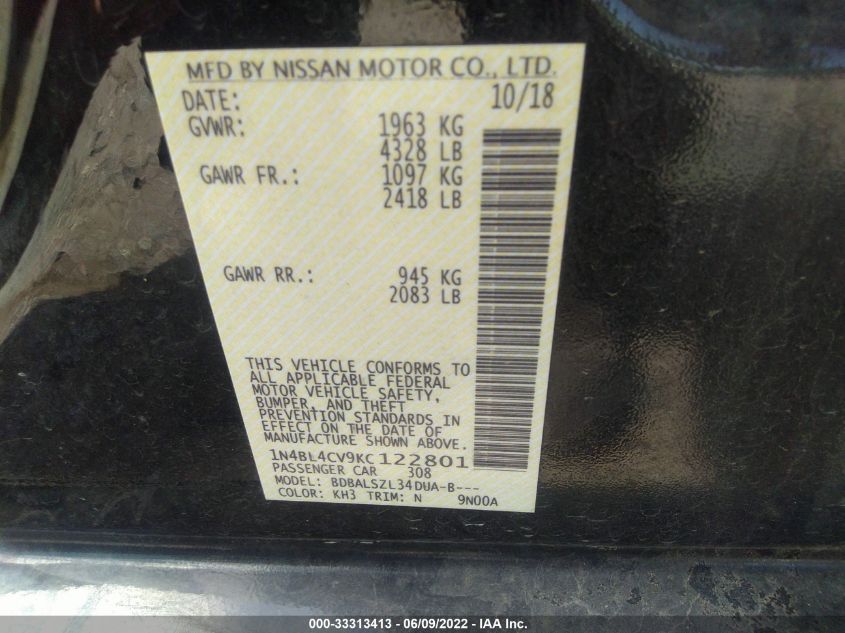 MFD BY NISSAN MOTOR CO., LTD.
DATE: 10/18
GVWR: 1963 KG
4328 LB
GAWR FR.: 1097 KG
2418 LB
GAWR RR.: 945 KG
2083 LB
THIS VEHICLE CONFORMS TO
ALL APPLICABLE FEDERAL
MOTOR VEHICLE SAFETY,
BUMPER, AND THEFT
PREVENTION STANDARDS IN
EFFECT ON THE DATE OF
MANUFACTURE SHOWN ABOVE.
1N4BL4CV9KC122801
PASSENGER CAR 308
MODEL: BDBALSZL34DUA-B---
COLOR: KH3 TRIM: N 9N00A
000-33313413 - 06/09/2022 - IAA Inc.